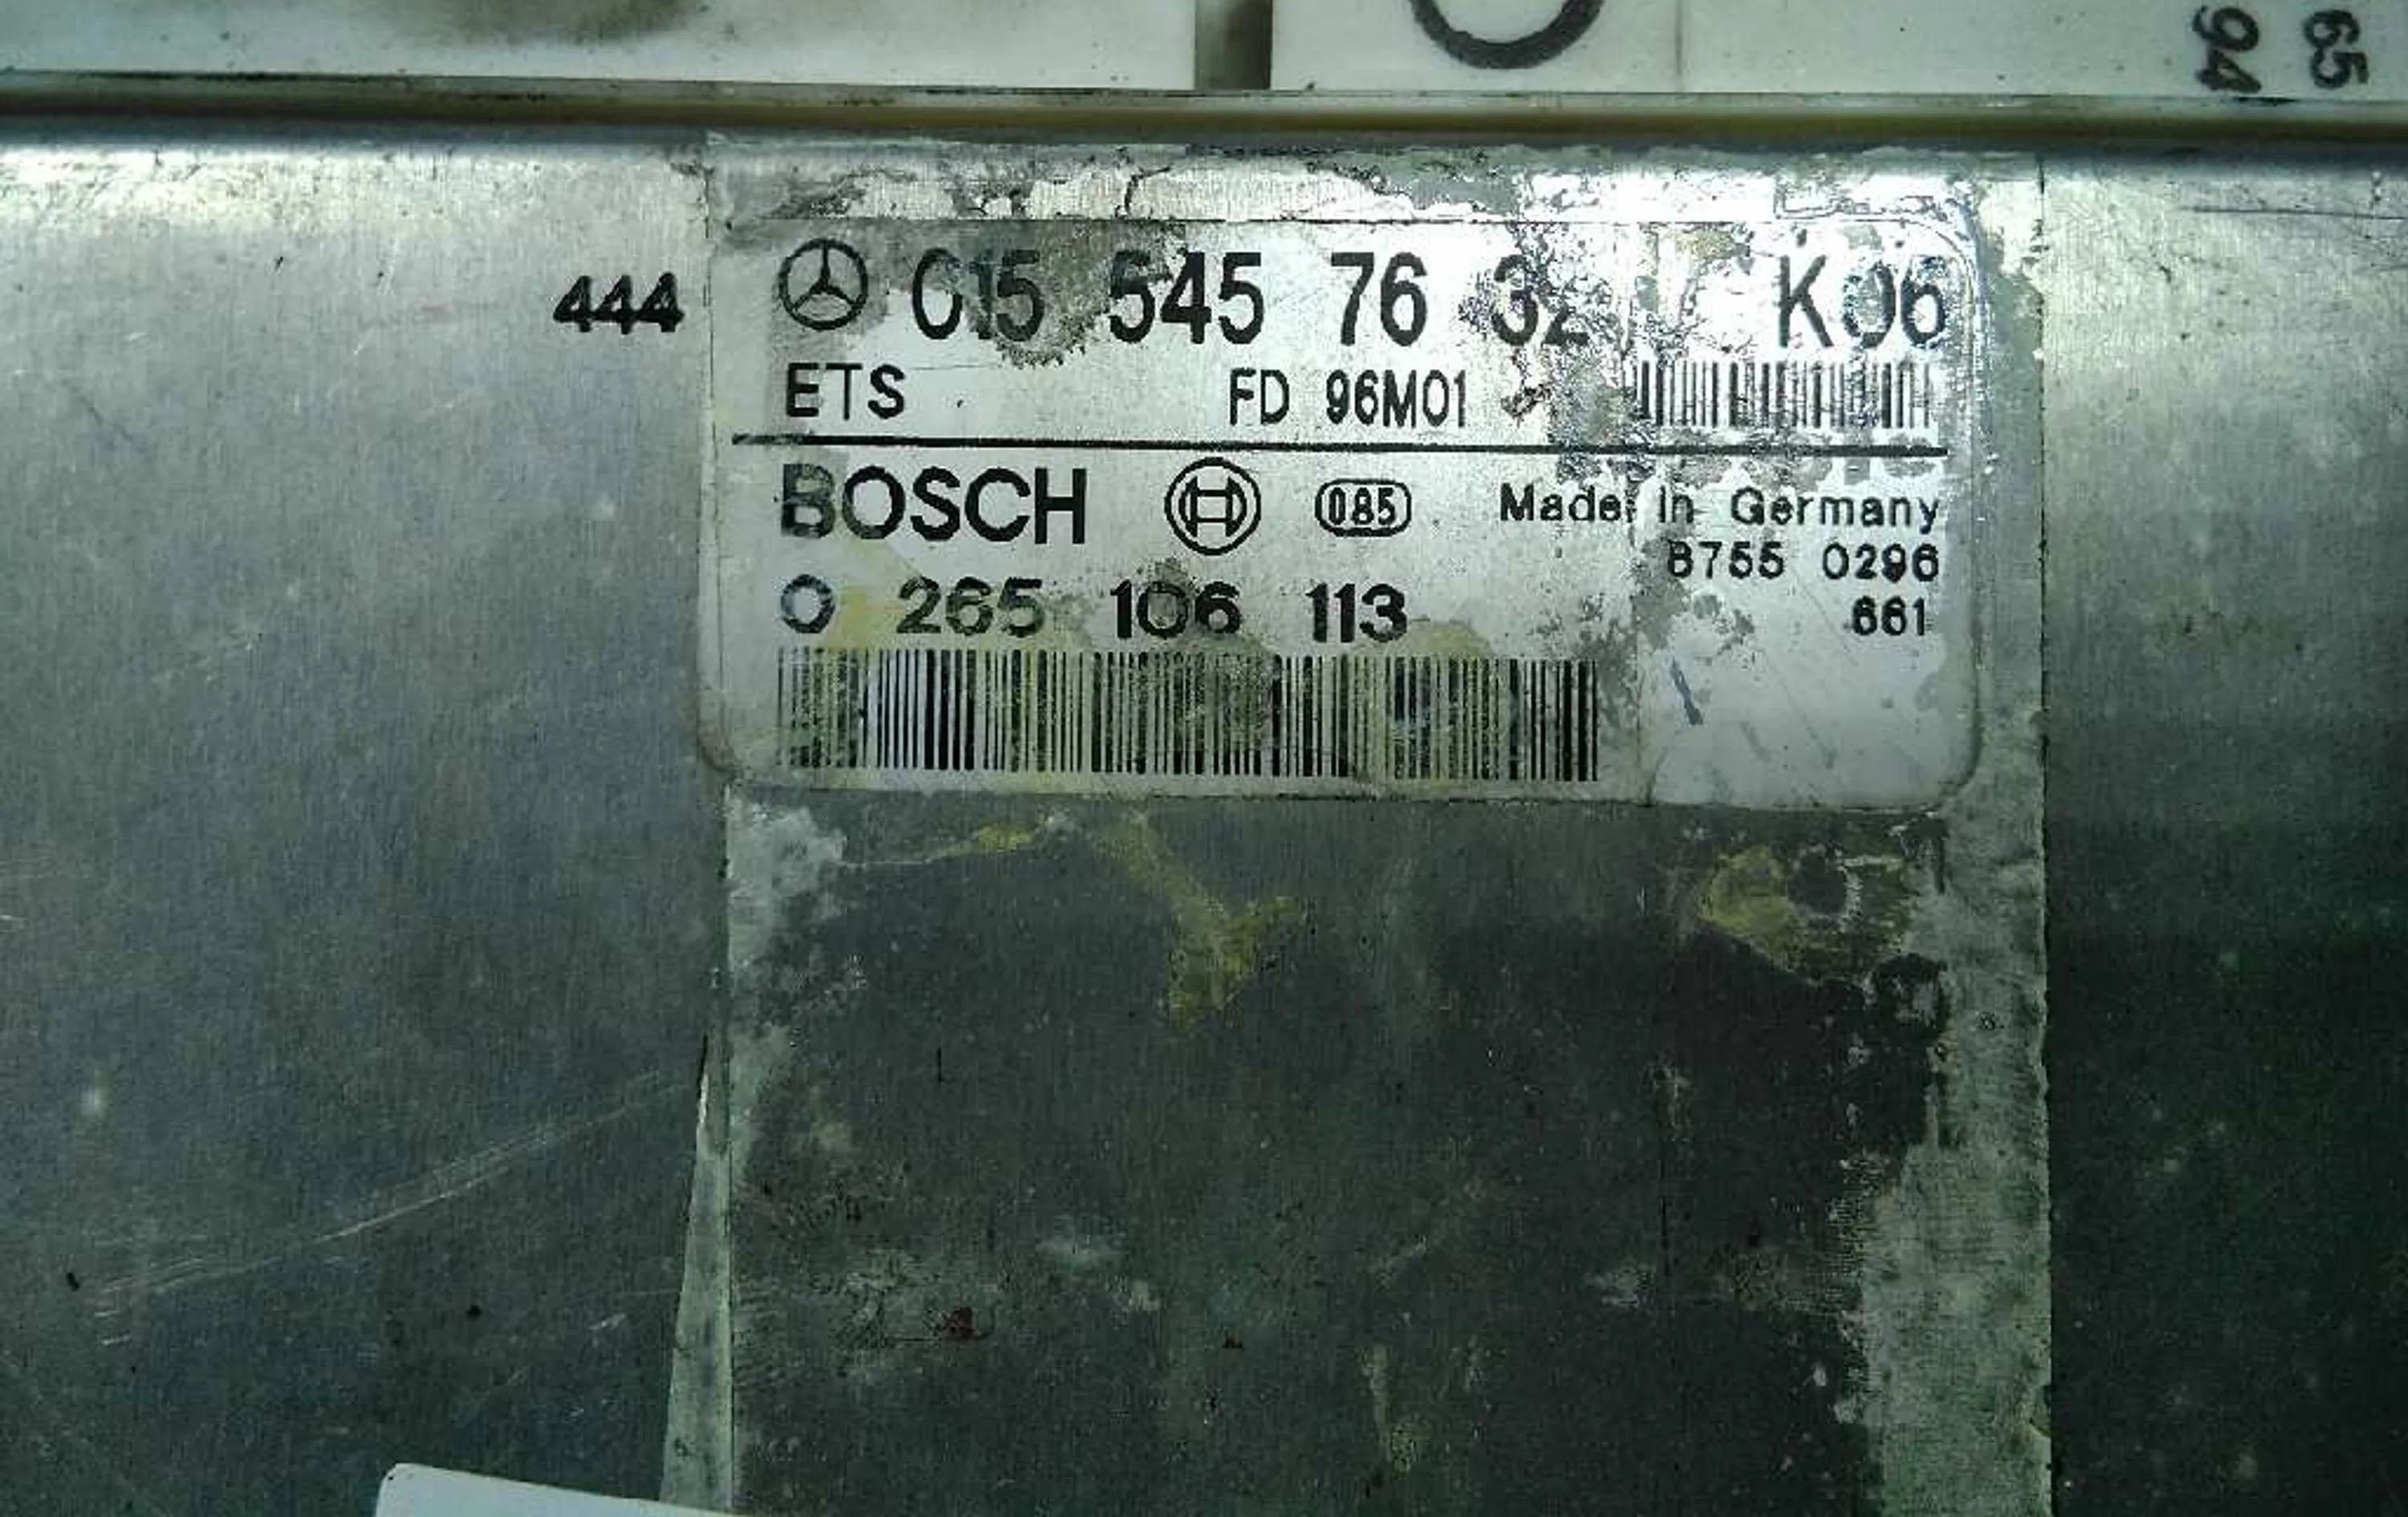 65
94
444
015 545 76 32 K06
ETS FD 96M01
BOSCH 085 Made in Germany
8755 0296
0 265 106 113
661